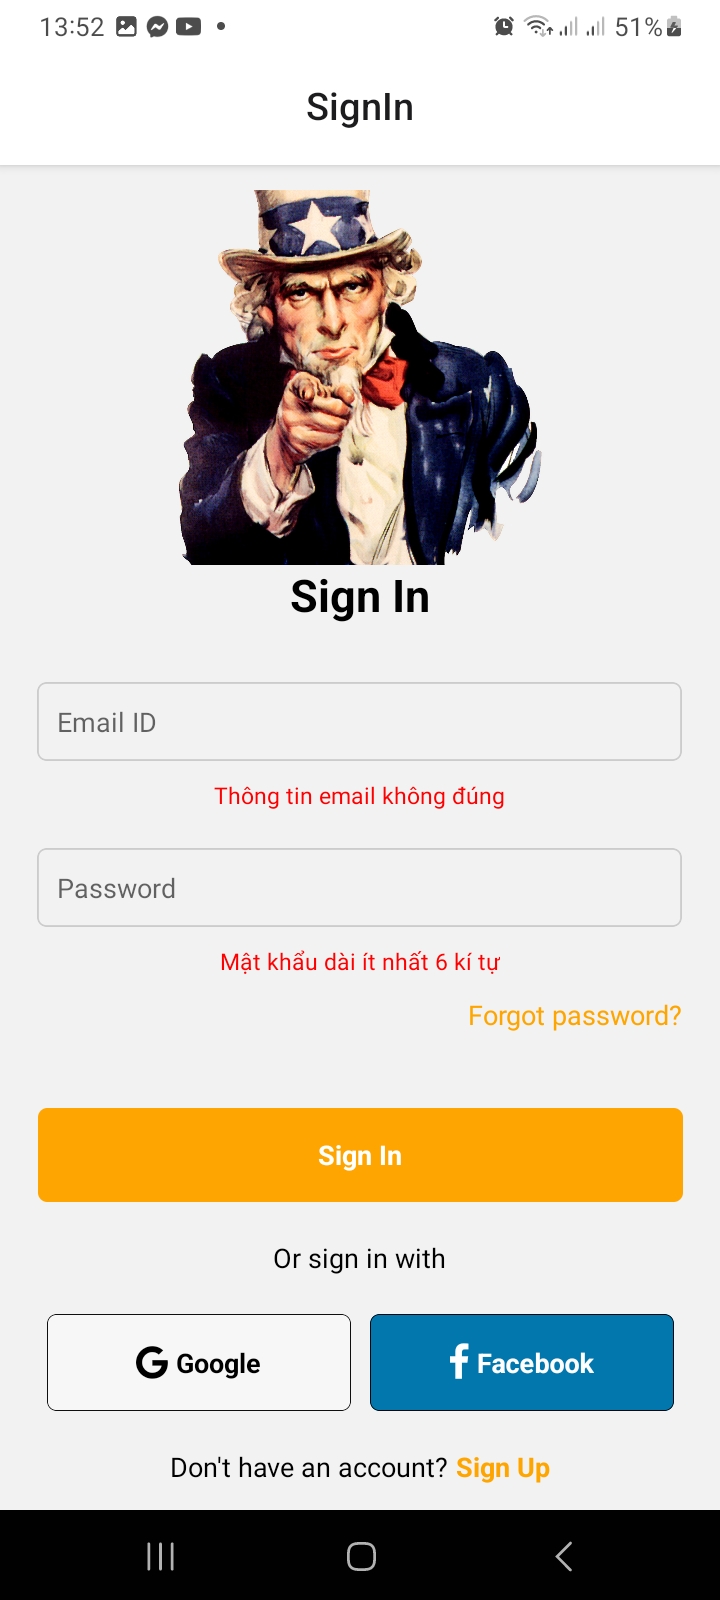 13:52
51%
SignIn
Sign In
Email ID
Thông tin email không đúng
Password
Mật khẩu dài ít nhất 6 kí tự
Forgot password?
Sign In
Or sign in with
Google
Facebook
Don't have an account? Sign Up